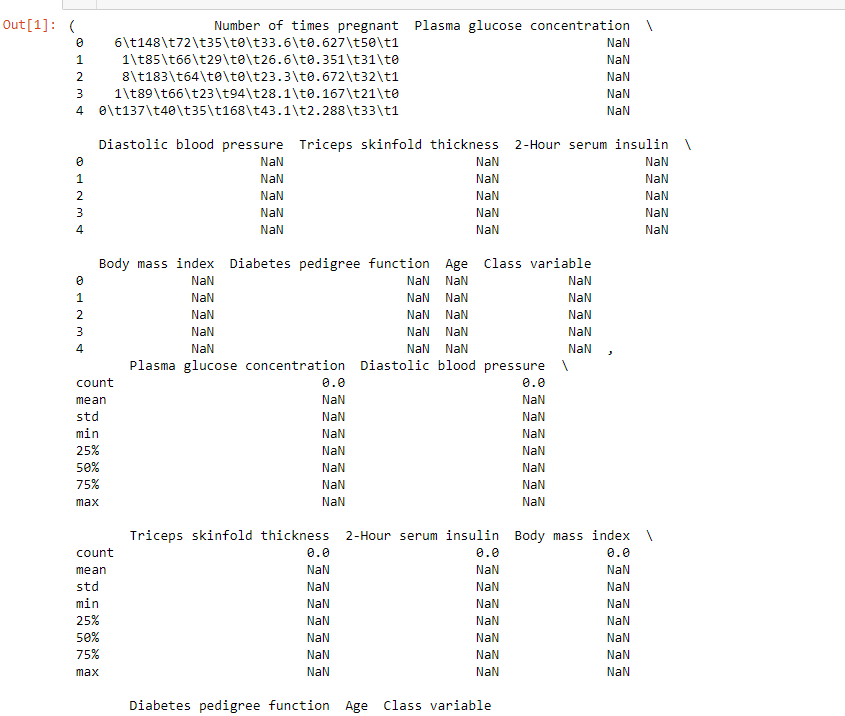 Out[1]: ( Number of times pregnant Plasma glucose concentration \
0 6\t148\t72\t35\t0\t33.6\t0.627\t50\t1 NaN
1 1\t85\t66\t29\t0\t26.6\t0.351\t31\t0 NaN
2 8\t183\t64\t0\t0\t23.3\t0.672\t32\t1 NaN
3 1\t89\t66\t23\t94\t28.1\t0.167\t21\t0 NaN
4 0\t137\t40\t35\t168\t43.1\t2.288\t33\t1 NaN
Diastolic blood pressure Triceps skinfold thickness 2-Hour serum insulin \
0 NaN NaN NaN
1 NaN NaN NaN
2 NaN NaN NaN
3 NaN NaN NaN
4 NaN NaN NaN
Body mass index Diabetes pedigree function Age Class variable
0 NaN NaN NaN NaN
1 NaN NaN NaN NaN
2 NaN NaN NaN NaN
3 NaN NaN NaN NaN
4 NaN NaN NaN NaN ,
Plasma glucose concentration Diastolic blood pressure \
count 0.0 0.0
mean NaN NaN
std NaN NaN
min NaN NaN
25% NaN NaN
50% NaN NaN
75% NaN NaN
max NaN NaN
Triceps skinfold thickness 2-Hour serum insulin Body mass index \
count 0.0 0.0 0.0
mean NaN NaN NaN
std NaN NaN NaN
min NaN NaN NaN
25% NaN NaN NaN
50% NaN NaN NaN
75% NaN NaN NaN
max NaN NaN NaN
Diabetes pedigree function Age Class variable